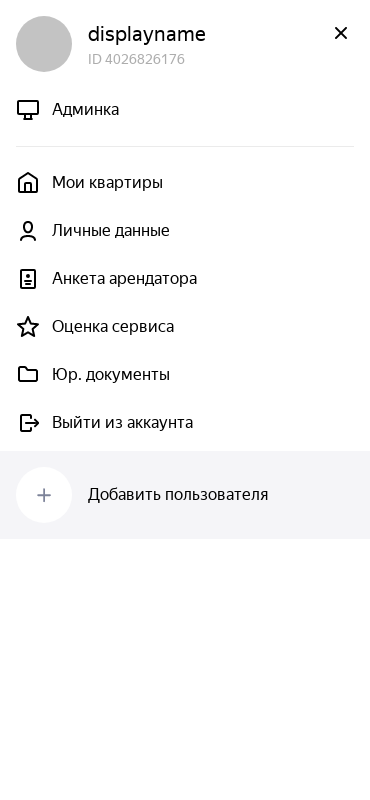 displayname
ID 4026826176
Админка
Мои квартиры
Личные данные
Анкета арендатора
Оценка сервиса
Юр. документы
Выйти из аккаунта
Добавить пользователя